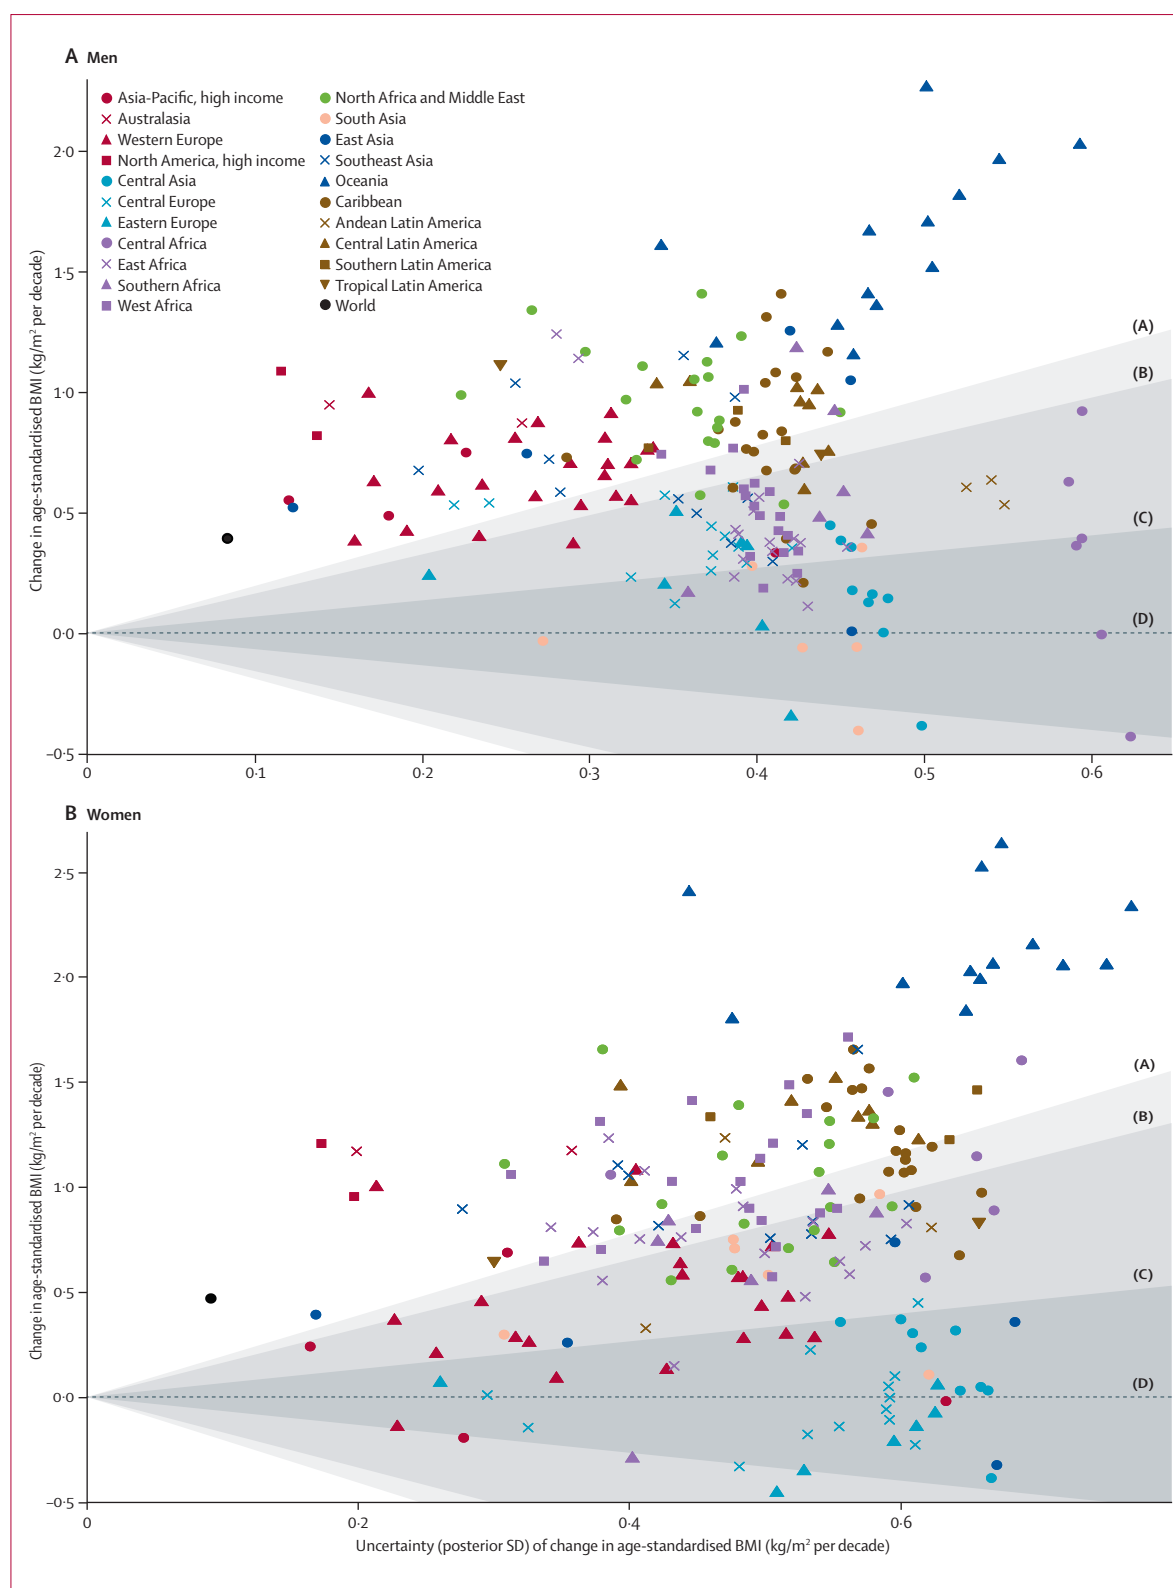 A Men
Asia-Pacific, high income
Australasia
Western Europe
North America, high income
Central Asia
Central Europe
Eastern Europe
Central Africa
East Africa
Southern Africa
West Africa
North Africa and Middle East
South Asia
East Asia
Southeast Asia
Oceania
Caribbean
Andean Latin America
Central Latin America
Southern Latin America
Tropical Latin America
World
Change in age-standardised BMI (kg/m² per decade)
2·0
1·5
1·0
0·5
0·0
–0·5
(A)
(B)
(C)
(D)
0
0·1
0·2
0·3
0·4
0·5
0·6
B Women
Change in age-standardised BMI (kg/m² per decade)
2·5
2·0
1·5
1·0
0·5
0·0
–0·5
(A)
(B)
(C)
(D)
0
0·2
0·4
0·6
Uncertainty (posterior SD) of change in age-standardised BMI (kg/m² per decade)